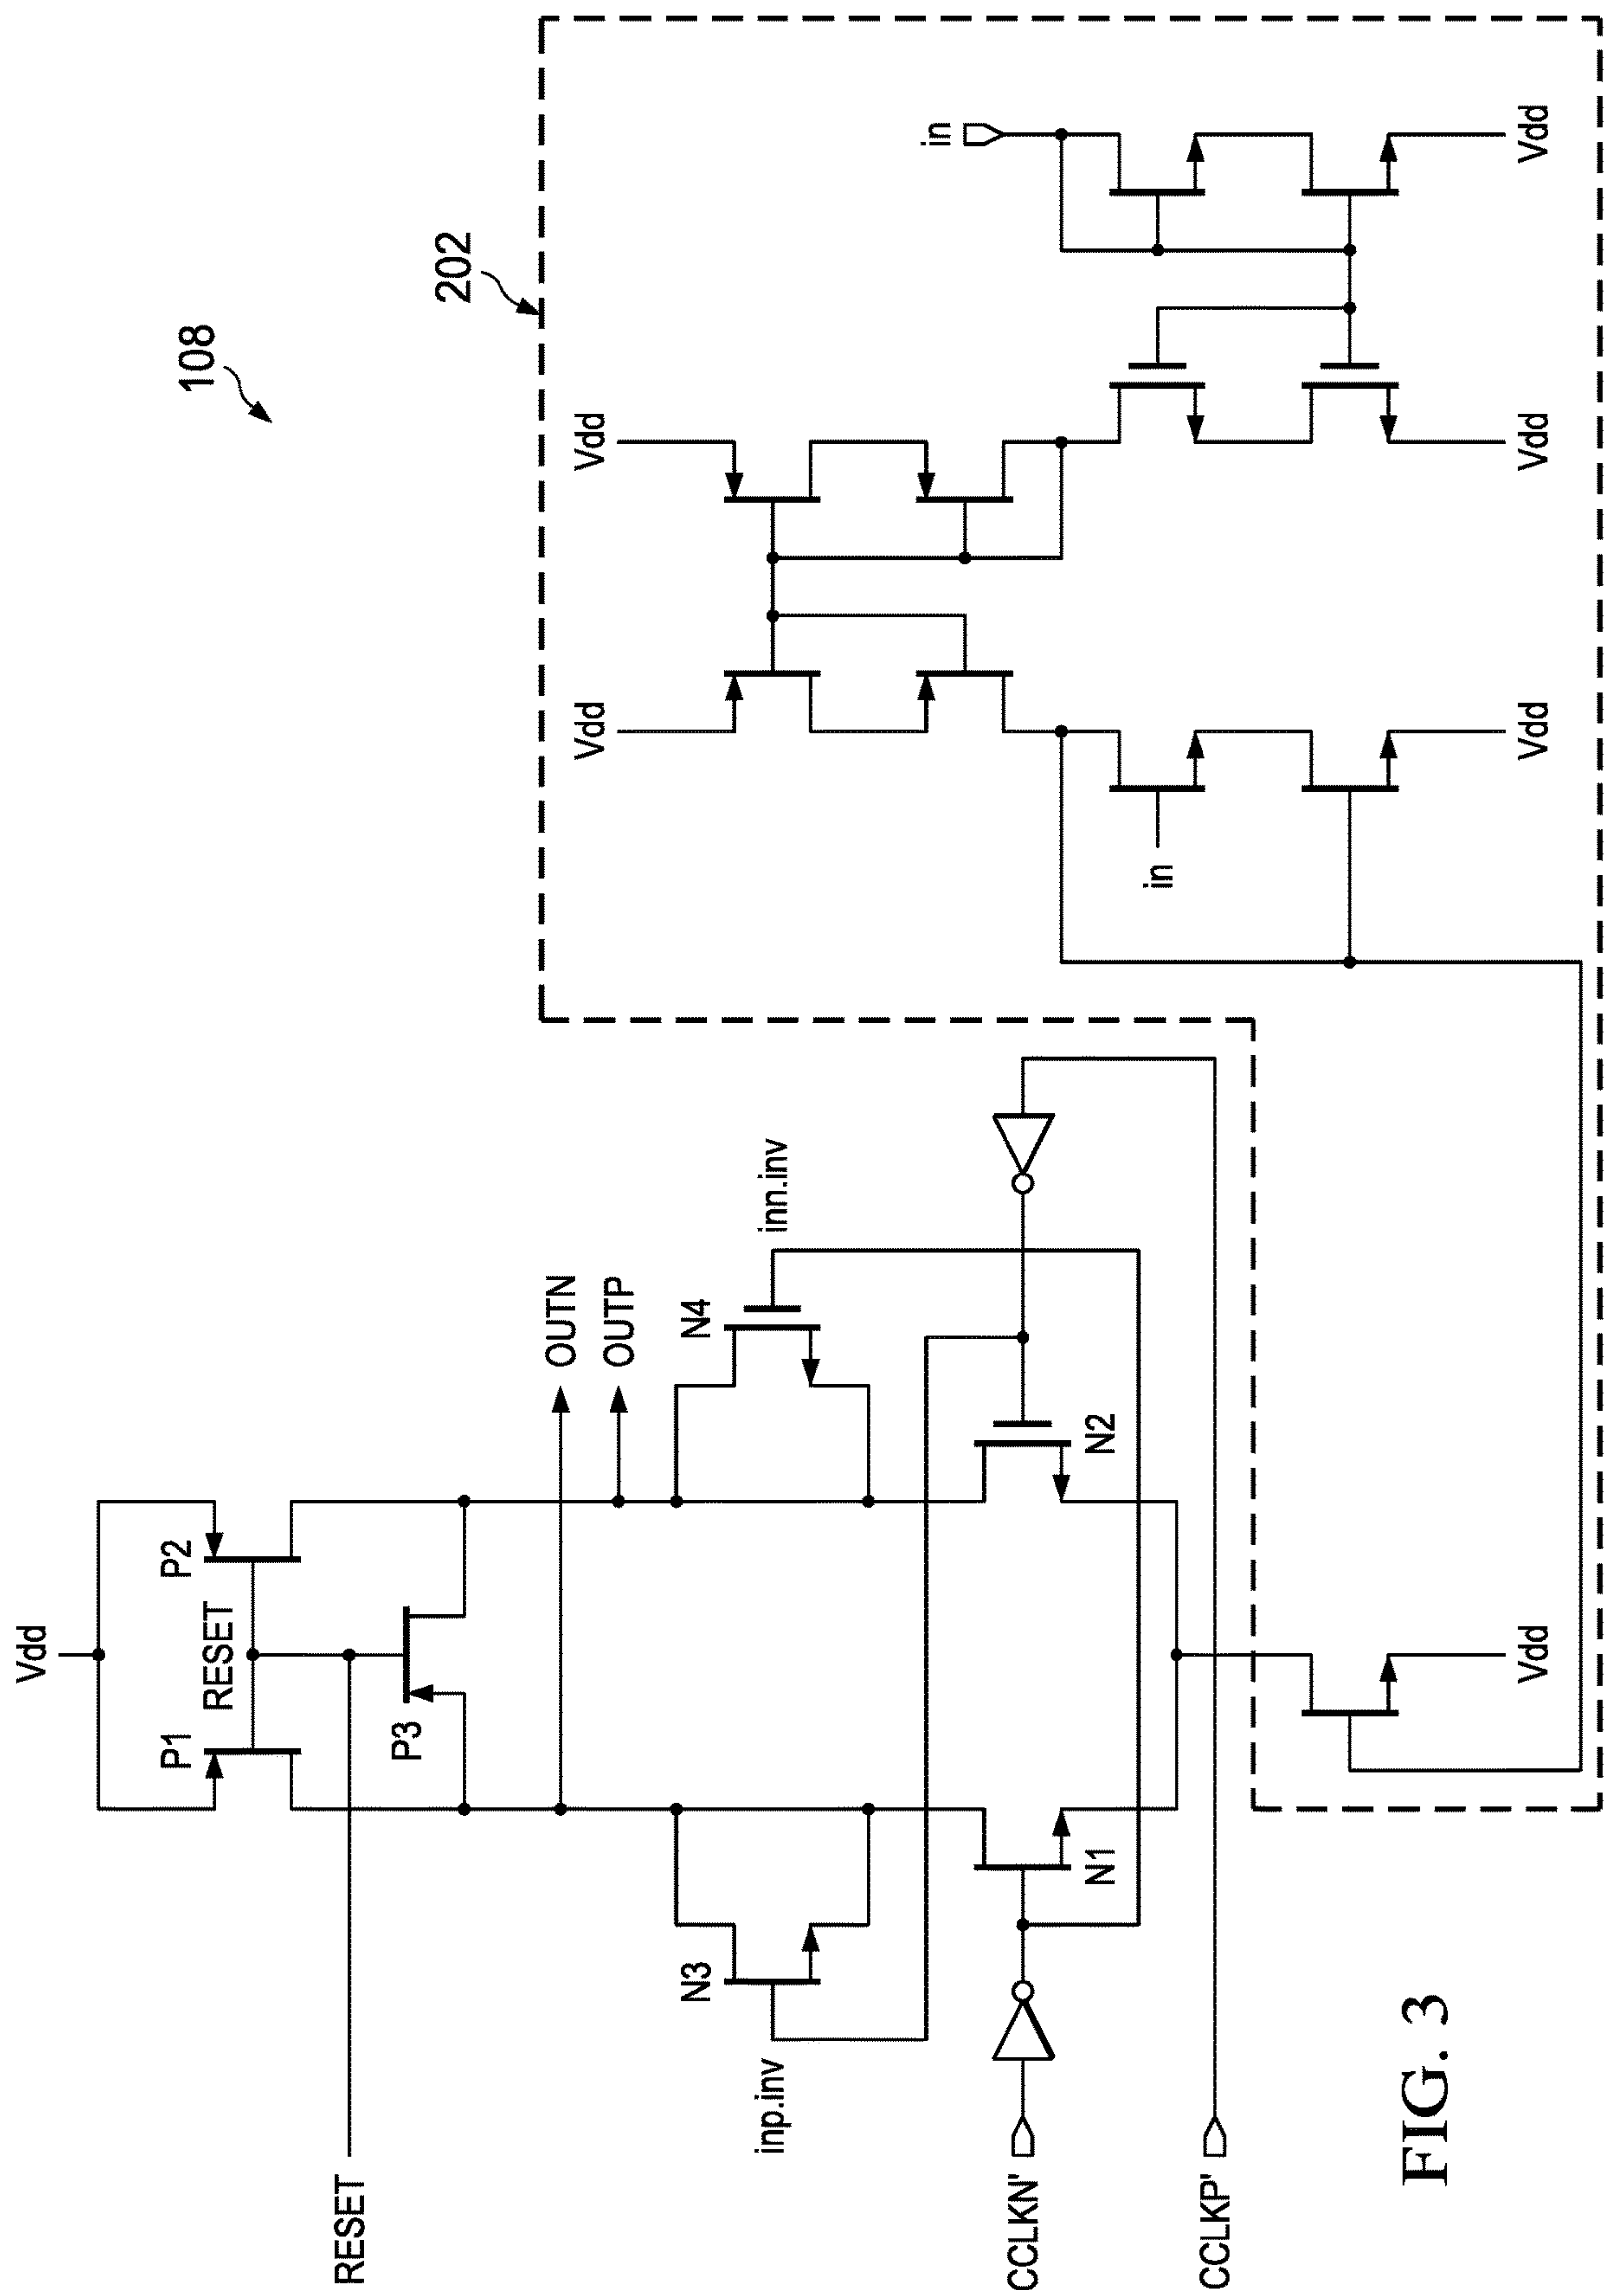 108
202
Vdd
P1
P2
RESET
P3
RESET
OUTN
OUTP
N3
N4
inp.inv
inn.inv
CCLKN'
N1
N2
CCLKP'
Vdd
Vdd
Vdd
in
in
Vdd
Vdd
Vdd
FIG. 3